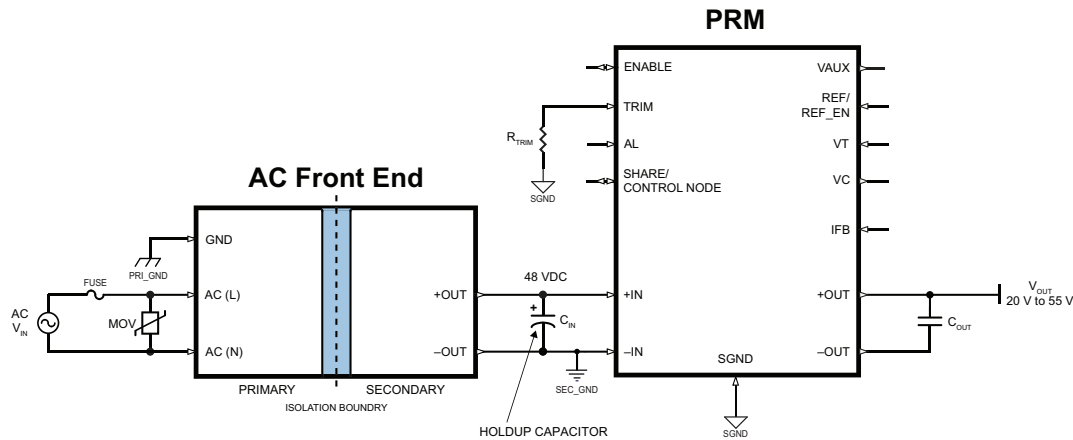 PRM
ENABLE
TRIM
AL
SHARE/
CONTROL NODE
VAUX
REF/
REF_EN
VT
VC
IFB
R_TRIM
SGND
AC Front End
GND
PRI_GND
FUSE
AC
V_IN
MOV
AC (L)
AC (N)
+OUT
–OUT
PRIMARY
SECONDARY
ISOLATION BOUNDRY
48 VDC
+
C_IN
SEC_GND
HOLDUP CAPACITOR
+IN
–IN
SGND
+OUT
–OUT
SGND
C_OUT
V_OUT
20 V to 55 V